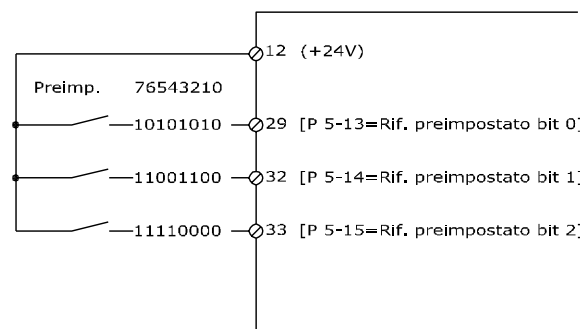 12 (+24V)
Preimp. 76543210
10101010 29 [P 5-13=Rif. preimpostato bit 0]
11001100 32 [P 5-14=Rif. preimpostato bit 1]
11110000 33 [P 5-15=Rif. preimpostato bit 2]